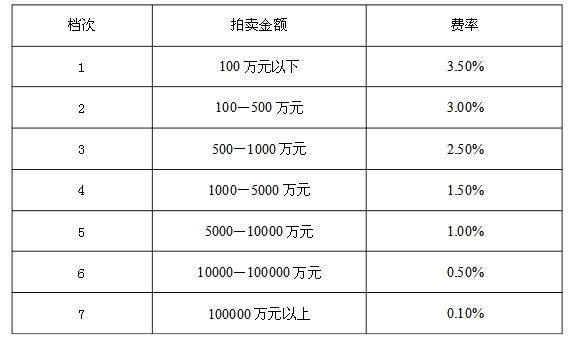 档次 拍卖金额 费率
1 100 万元以下 3.50%
2 100－500 万元 3.00%
3 500－1000 万元 2.50%
4 1000－5000 万元 1.50%
5 5000－10000 万元 1.00%
6 10000－100000 万元 0.50%
7 100000 万元以上 0.10%